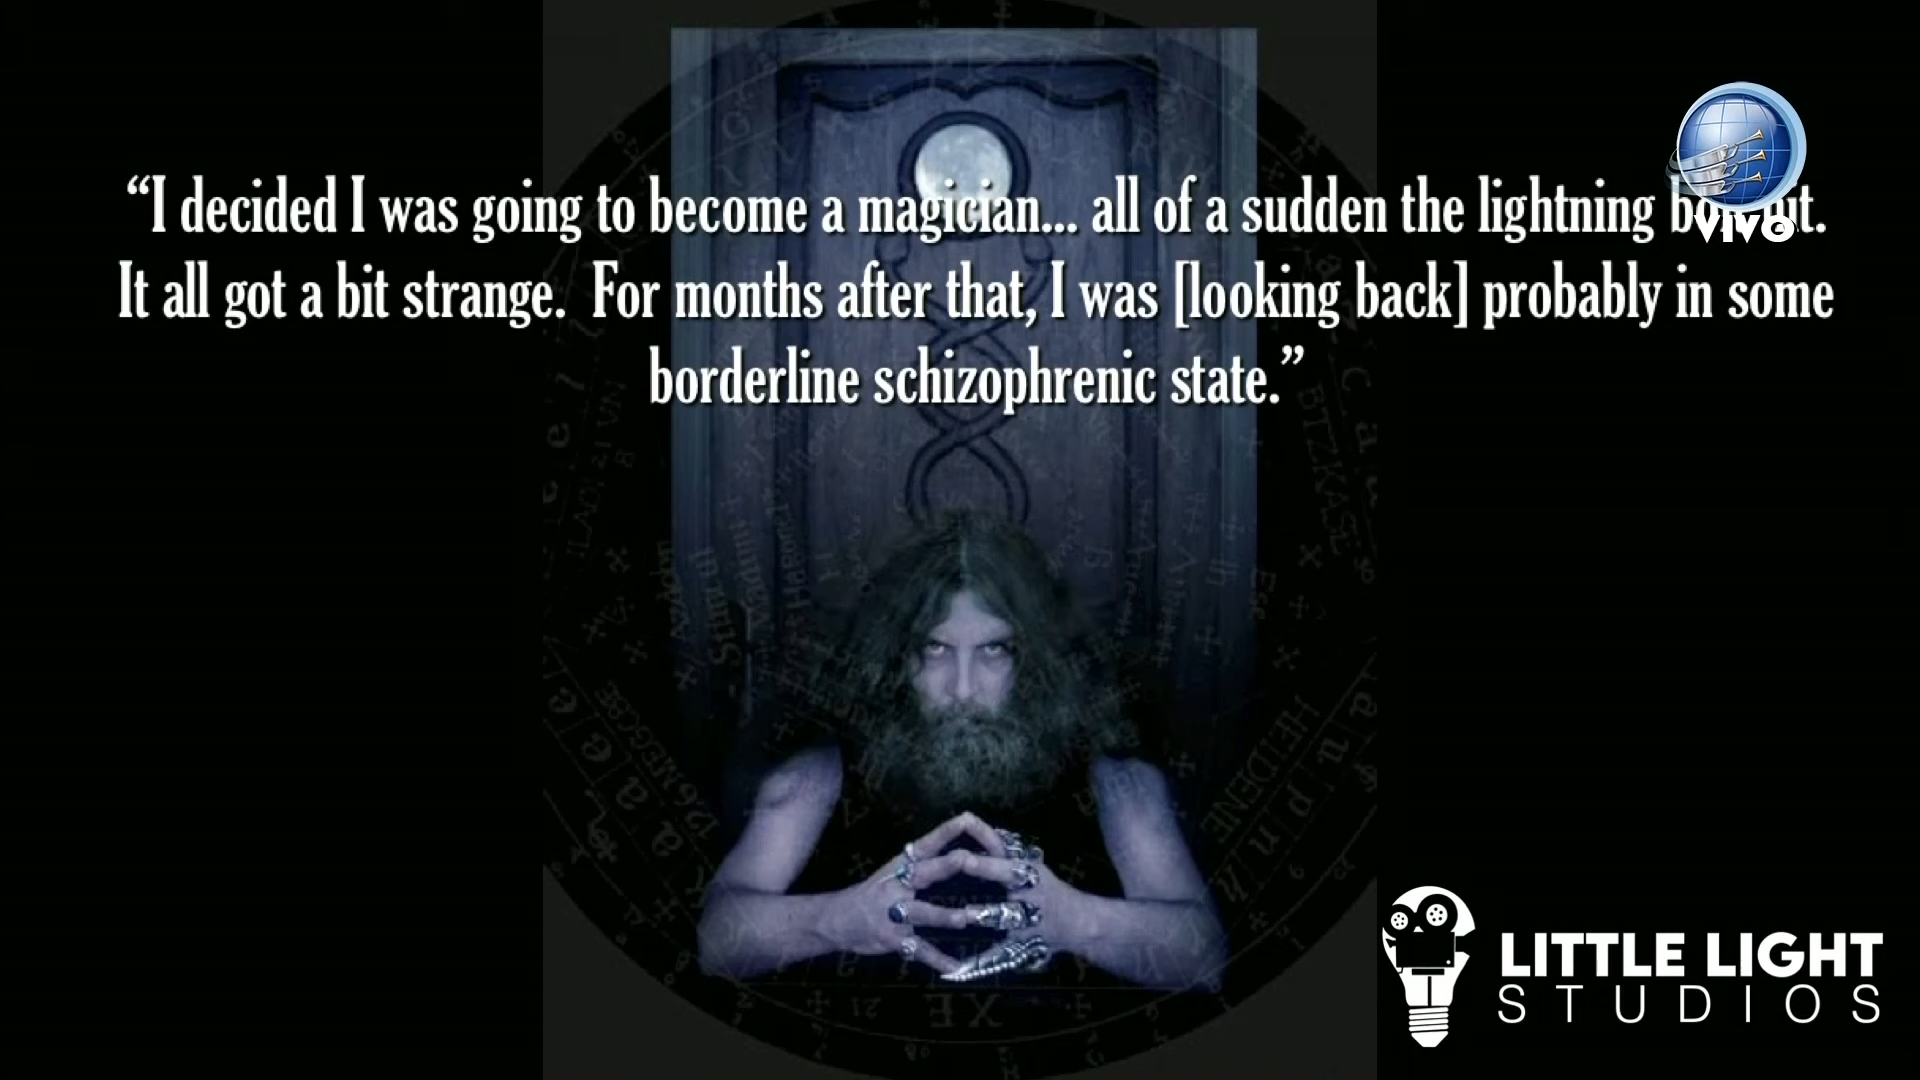 “I decided I was going to become a magician... all of a sudden the lightning
It all got a bit strange. For months after that, I was [looking back] probably in some
borderline schizophrenic state.”
VIVO
LITTLE LIGHT
STUDIOS